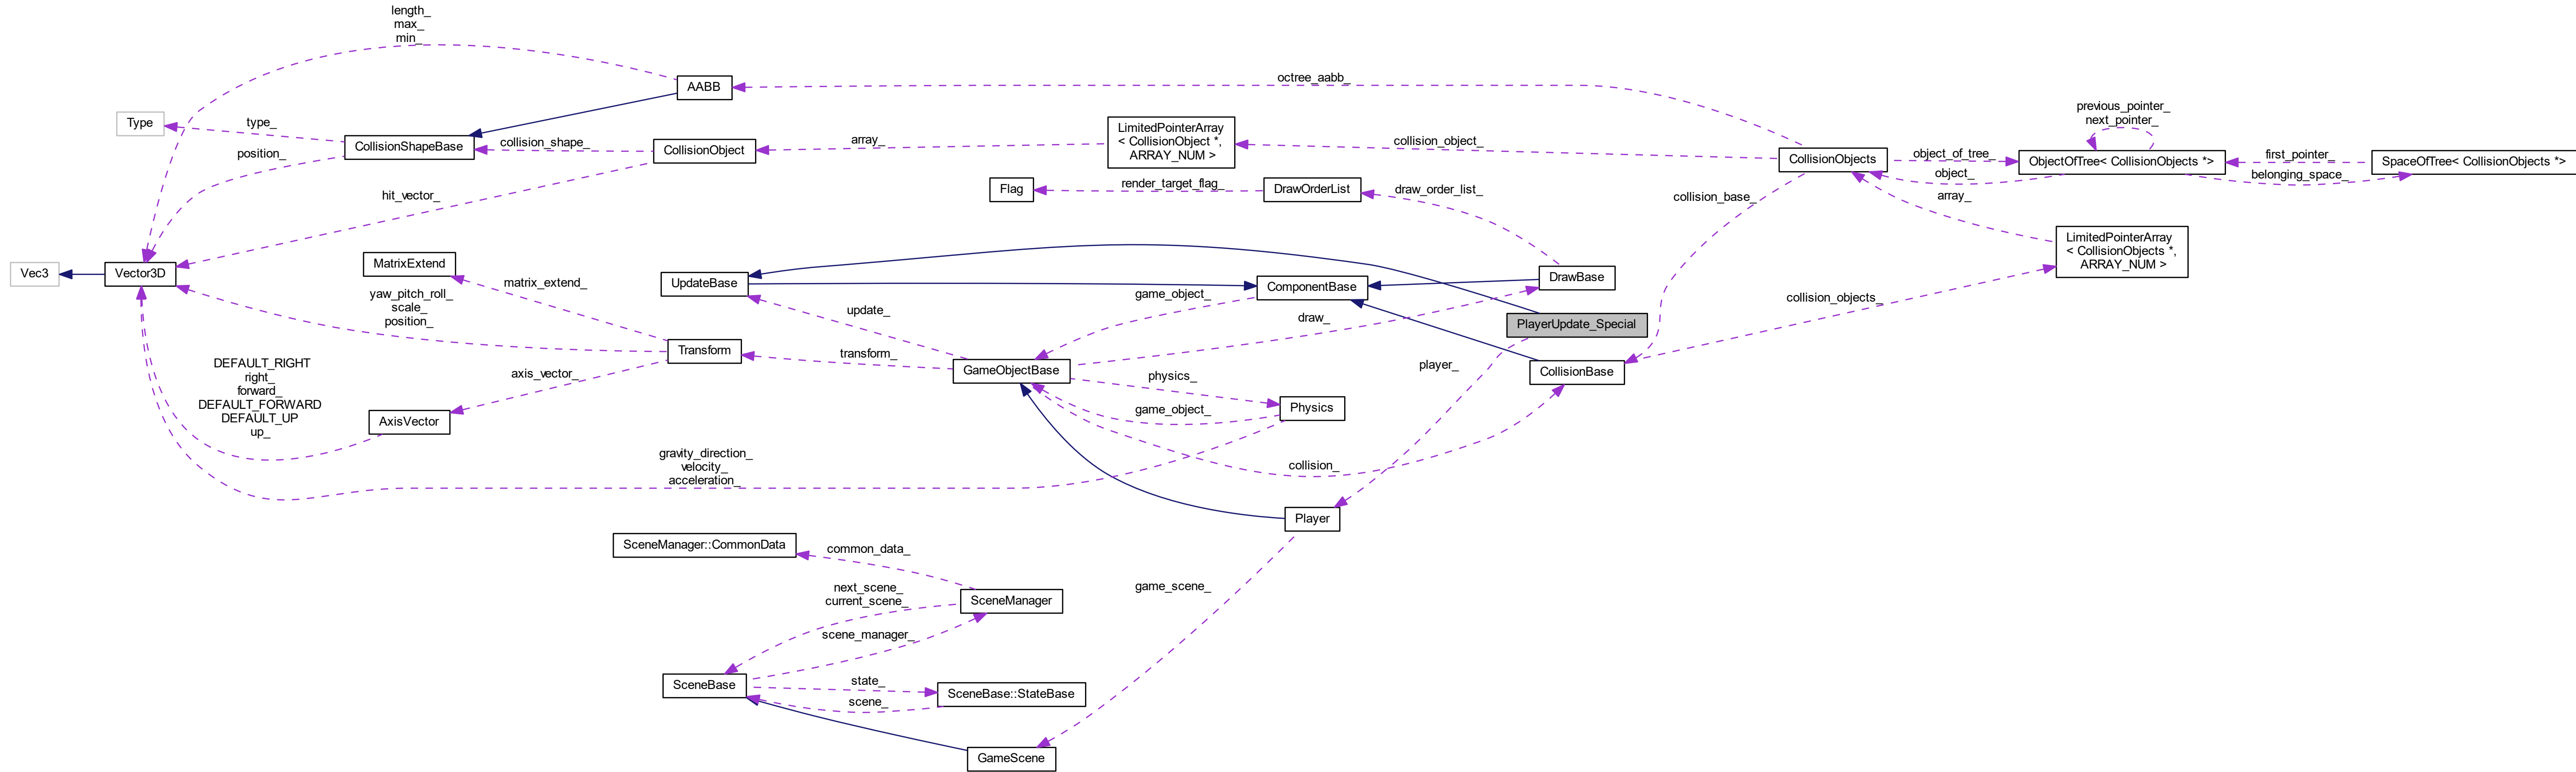 length_
max_
min_
octree_aabb_
AABB
previous_pointer_
next_pointer_
Type
type_
CollisionShapeBase
collision_shape_
CollisionObject
array_
LimitedPointerArray
< CollisionObject *,
ARRAY_NUM >
collision_object_
CollisionObjects
object_of_tree_
object_
ObjectOfTree< CollisionObjects *>
first_pointer_
belonging_space_
SpaceOfTree< CollisionObjects *>
position_
hit_vector_
Flag
render_target_flag_
DrawOrderList
draw_order_list_
collision_base_
array_
LimitedPointerArray
< CollisionObjects *,
ARRAY_NUM >
Vec3
Vector3D
MatrixExtend
matrix_extend_
UpdateBase
ComponentBase
DrawBase
yaw_pitch_roll_
scale_
position_
update_
game_object_
draw_
PlayerUpdate_Special
collision_objects_
Transform
transform_
GameObjectBase
physics_
player_
CollisionBase
DEFAULT_RIGHT
right_
forward_
DEFAULT_FORWARD
DEFAULT_UP
up_
axis_vector_
AxisVector
game_object_
Physics
gravity_direction_
velocity_
acceleration_
collision_
Player
SceneManager::CommonData
common_data_
next_scene_
current_scene_
SceneManager
game_scene_
scene_manager_
SceneBase
state_
scene_
SceneBase::StateBase
GameScene